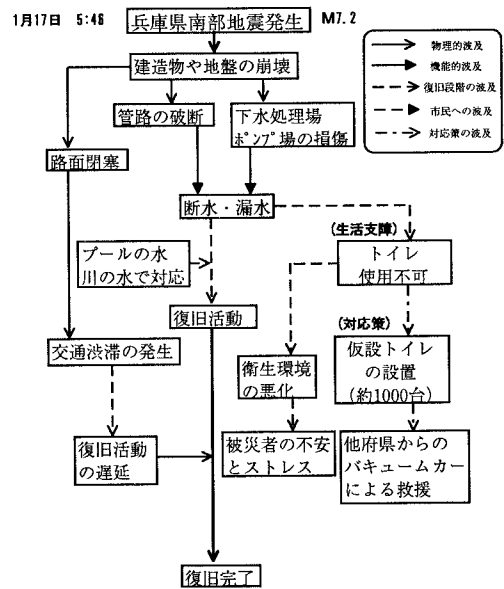 1月17日 5:46
兵庫県南部地震発生
M7.2
建造物や地盤の崩壊
物理的波及
機能的波及
復旧段階の波及
市民への波及
対応策の波及
管路の破断
下水処理場
ポンプ場の損傷
路面閉塞
断水・漏水
(生活支障)
プールの水
川の水で対応
トイレ
使用不可
復旧活動
(対応策)
交通渋滞の発生
衛生環境
の悪化
仮設トイレ
の設置
(約1000台)
復旧活動
の遅延
被災者の不安
とストレス
他府県からの
バキュームカー
による救援
復旧完了